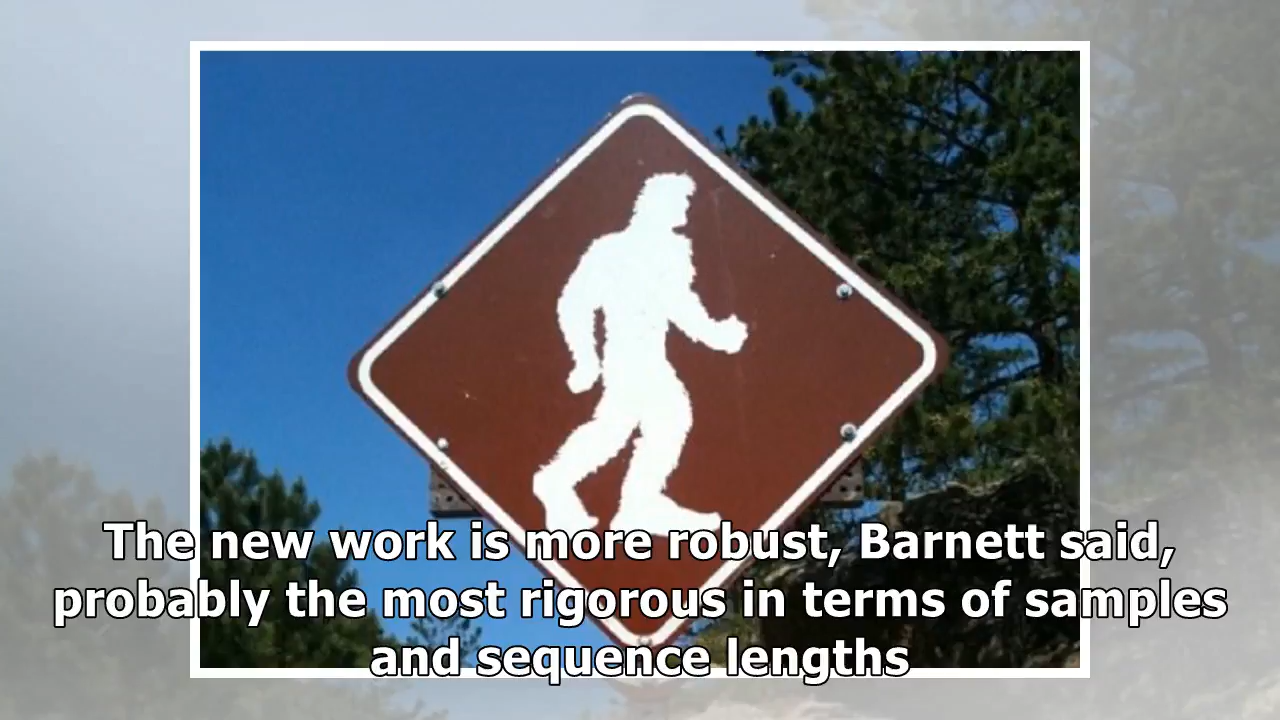 The new work is more robust, Barnett said,
probably the most rigorous in terms of samples
and sequence lengths